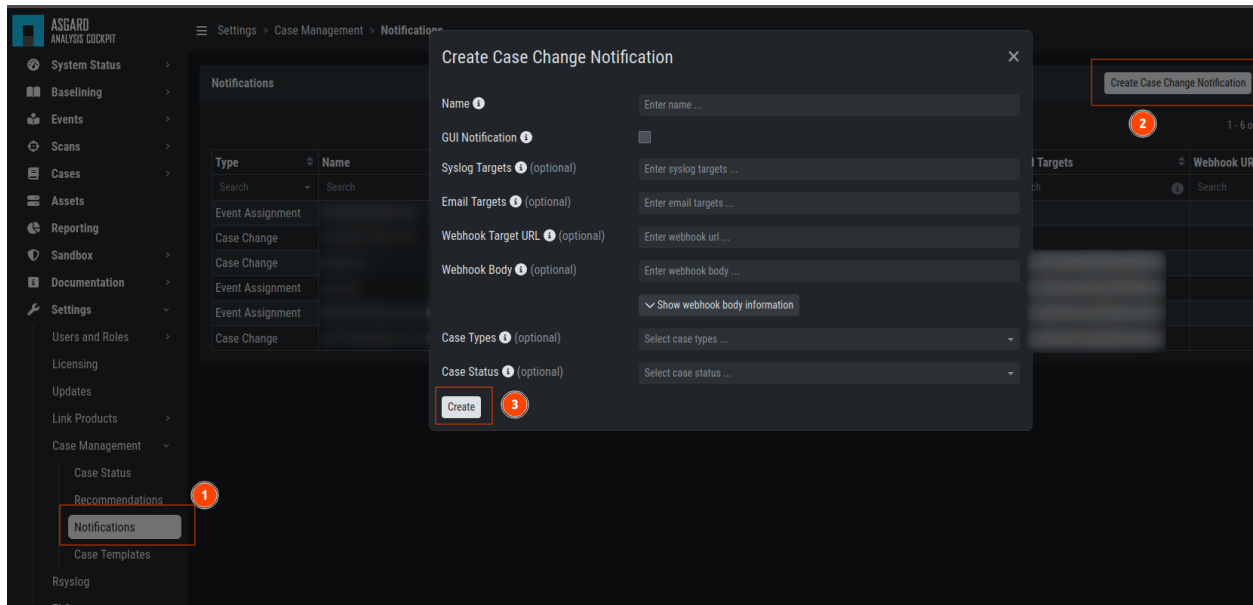 ASGARD
ANALYSIS COCKPIT
Settings > Case Management > Notifications
System Status
Baselining
Events
Scans
Cases
Assets
Reporting
Sandbox
Documentation
Settings
Users and Roles
Licensing
Updates
Link Products
Case Management
Case Status
Recommendations
Notifications
Case Templates
Rsyslog
1
Notifications
Create Case Change Notification
2
1 - 6 o
Type Name l Targets Webhook UR
Search Search ch Search
Event Assignment
Case Change
Case Change
Event Assignment
Event Assignment
Case Change
Create Case Change Notification
Name Enter name ...
GUI Notification
Syslog Targets (optional) Enter syslog targets ...
Email Targets (optional) Enter email targets ...
Webhook Target URL (optional) Enter webhook url ...
Webhook Body (optional) Enter webhook body ...
Show webhook body information
Case Types (optional) Select case types ...
Case Status (optional) Select case status ...
Create
3